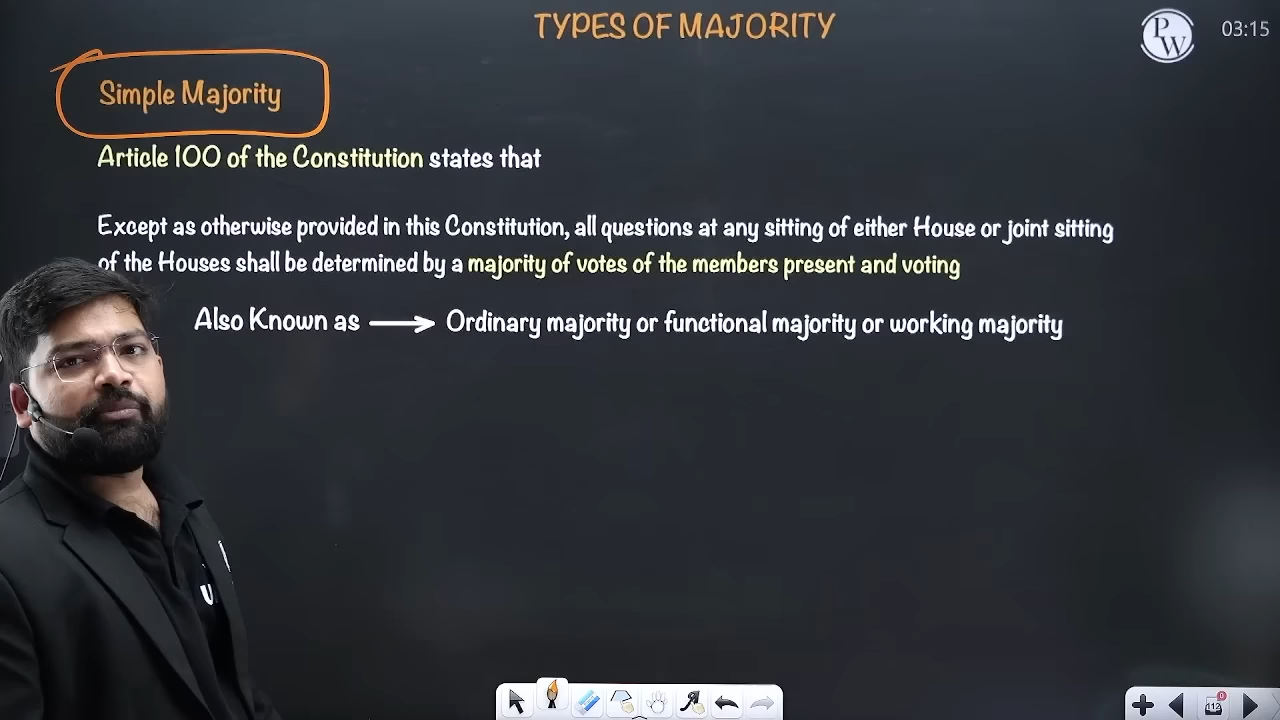 TYPES OF MAJORITY
PW
03:15
Simple Majority
Article 100 of the Constitution states that
Except as otherwise provided in this Constitution, all questions at any sitting of either House or joint sitting
of the Houses shall be determined by a majority of votes of the members present and voting
Also Known as → Ordinary majority or functional majority or working majority
0
412